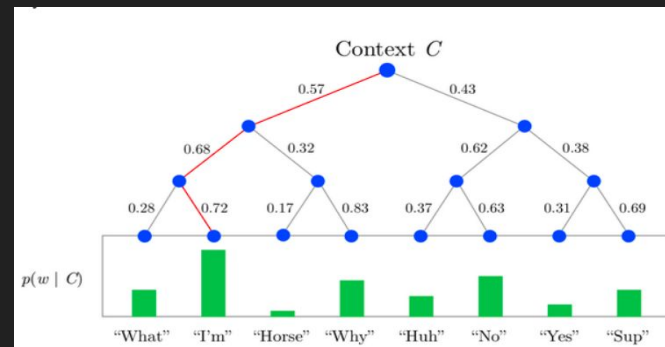 Context C
0.57 0.43
0.68 0.32 0.62 0.38
0.28 0.72 0.17 0.83 0.37 0.63 0.31 0.69
p(w | C)
“What” “I'm” “Horse” “Why” “Huh” “No” “Yes” “Sup”